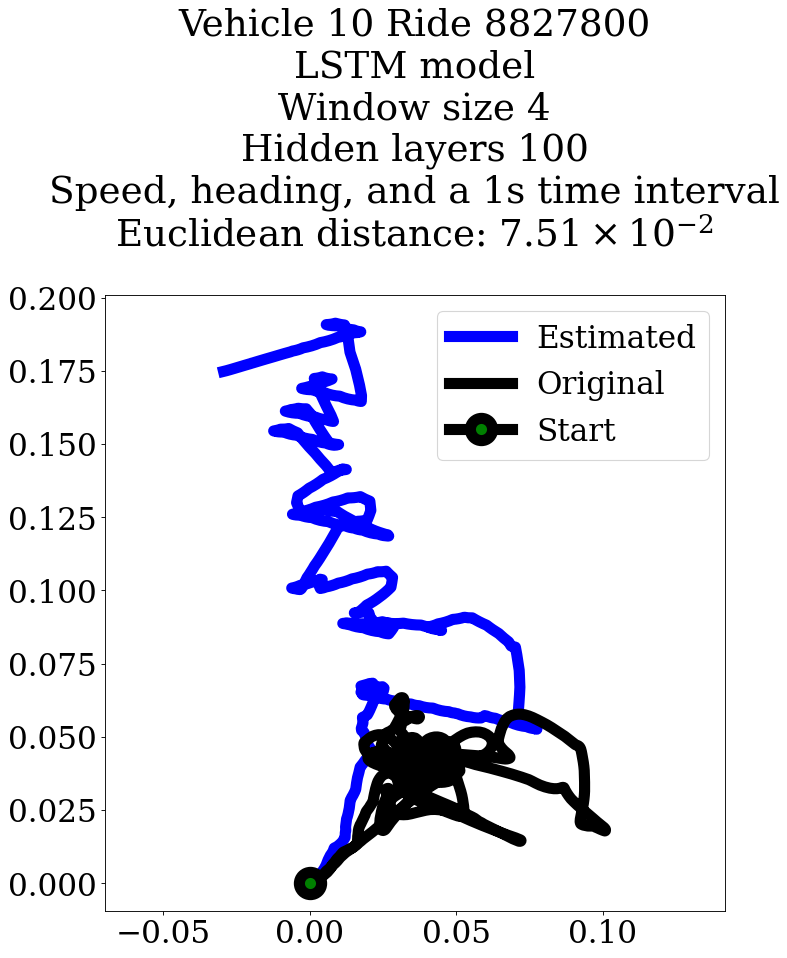 Vehicle 10 Ride 8827800
LSTM model
Window size 4
Hidden layers 100
Speed, heading, and a 1s time interval
Euclidean distance: 7.51 × 10⁻²
0.200
0.175
0.150
0.125
0.100
0.075
0.050
0.025
0.000
Estimated
Original
Start
−0.05
0.00
0.05
0.10